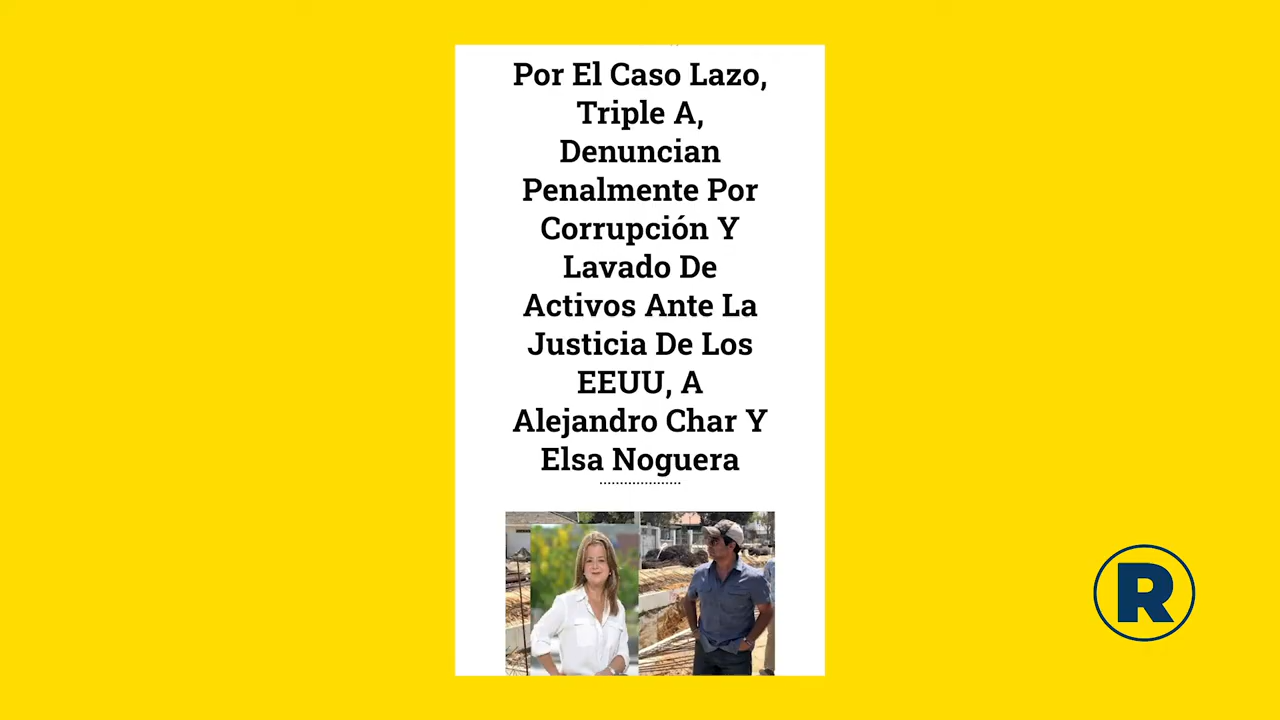 Por El Caso Lazo,
Triple A,
Denuncian
Penalmente Por
Corrupción Y
Lavado De
Activos Ante La
Justicia De Los
EEUU, A
Alejandro Char Y
Elsa Noguera
R